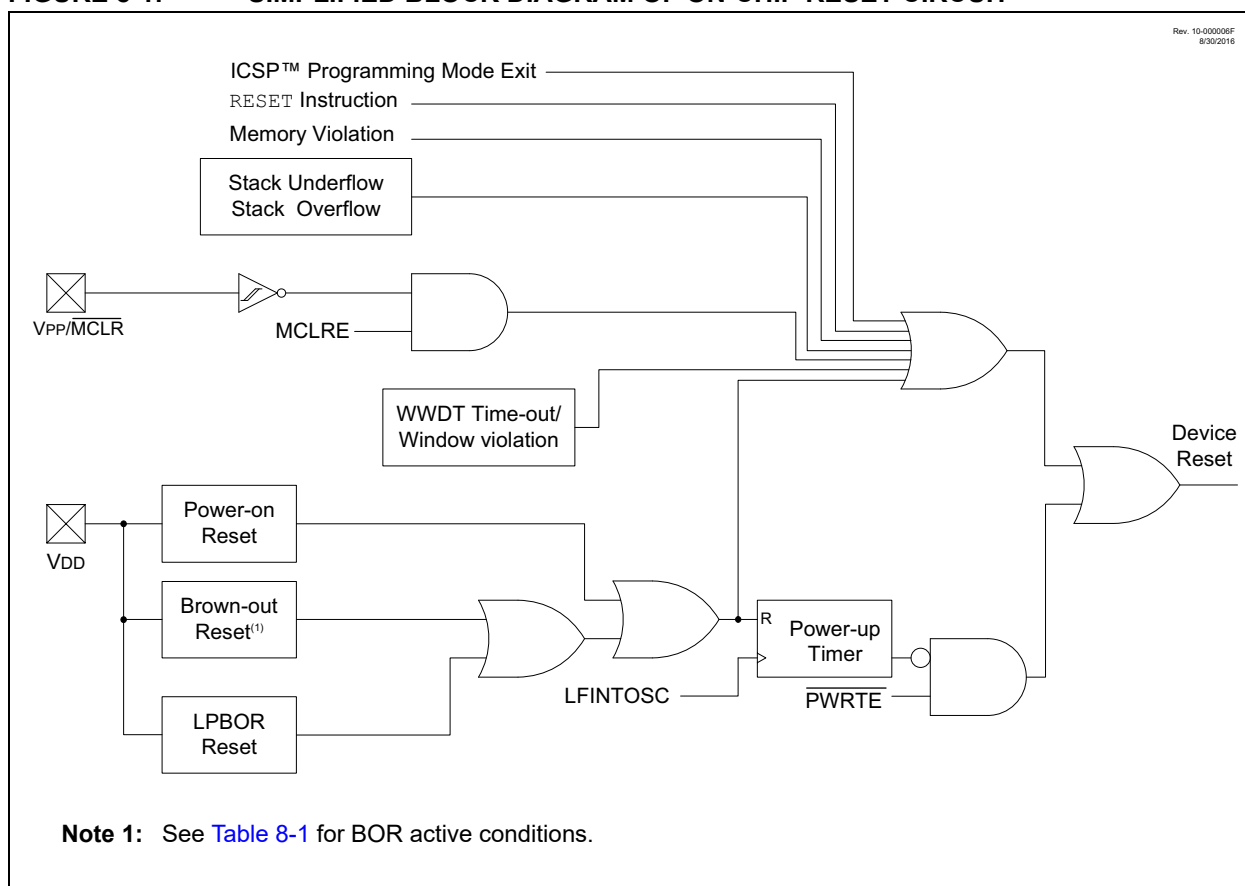 FIGURE 8-1: SIMPLIFIED BLOCK DIAGRAM OF ON-CHIP RESET CIRCUIT
Rev. 10-000006F
8/30/2016
ICSP™ Programming Mode Exit
RESET Instruction
Memory Violation
Stack Underflow
Stack Overflow
VPP/MCLR
MCLRE
WWDT Time-out/
Window violation
Device
Reset
Power-on
Reset
VDD
Brown-out
Reset(1)
R
Power-up
Timer
LFINTOSC
PWRTE
LPBOR
Reset
Note 1: See Table 8-1 for BOR active conditions.